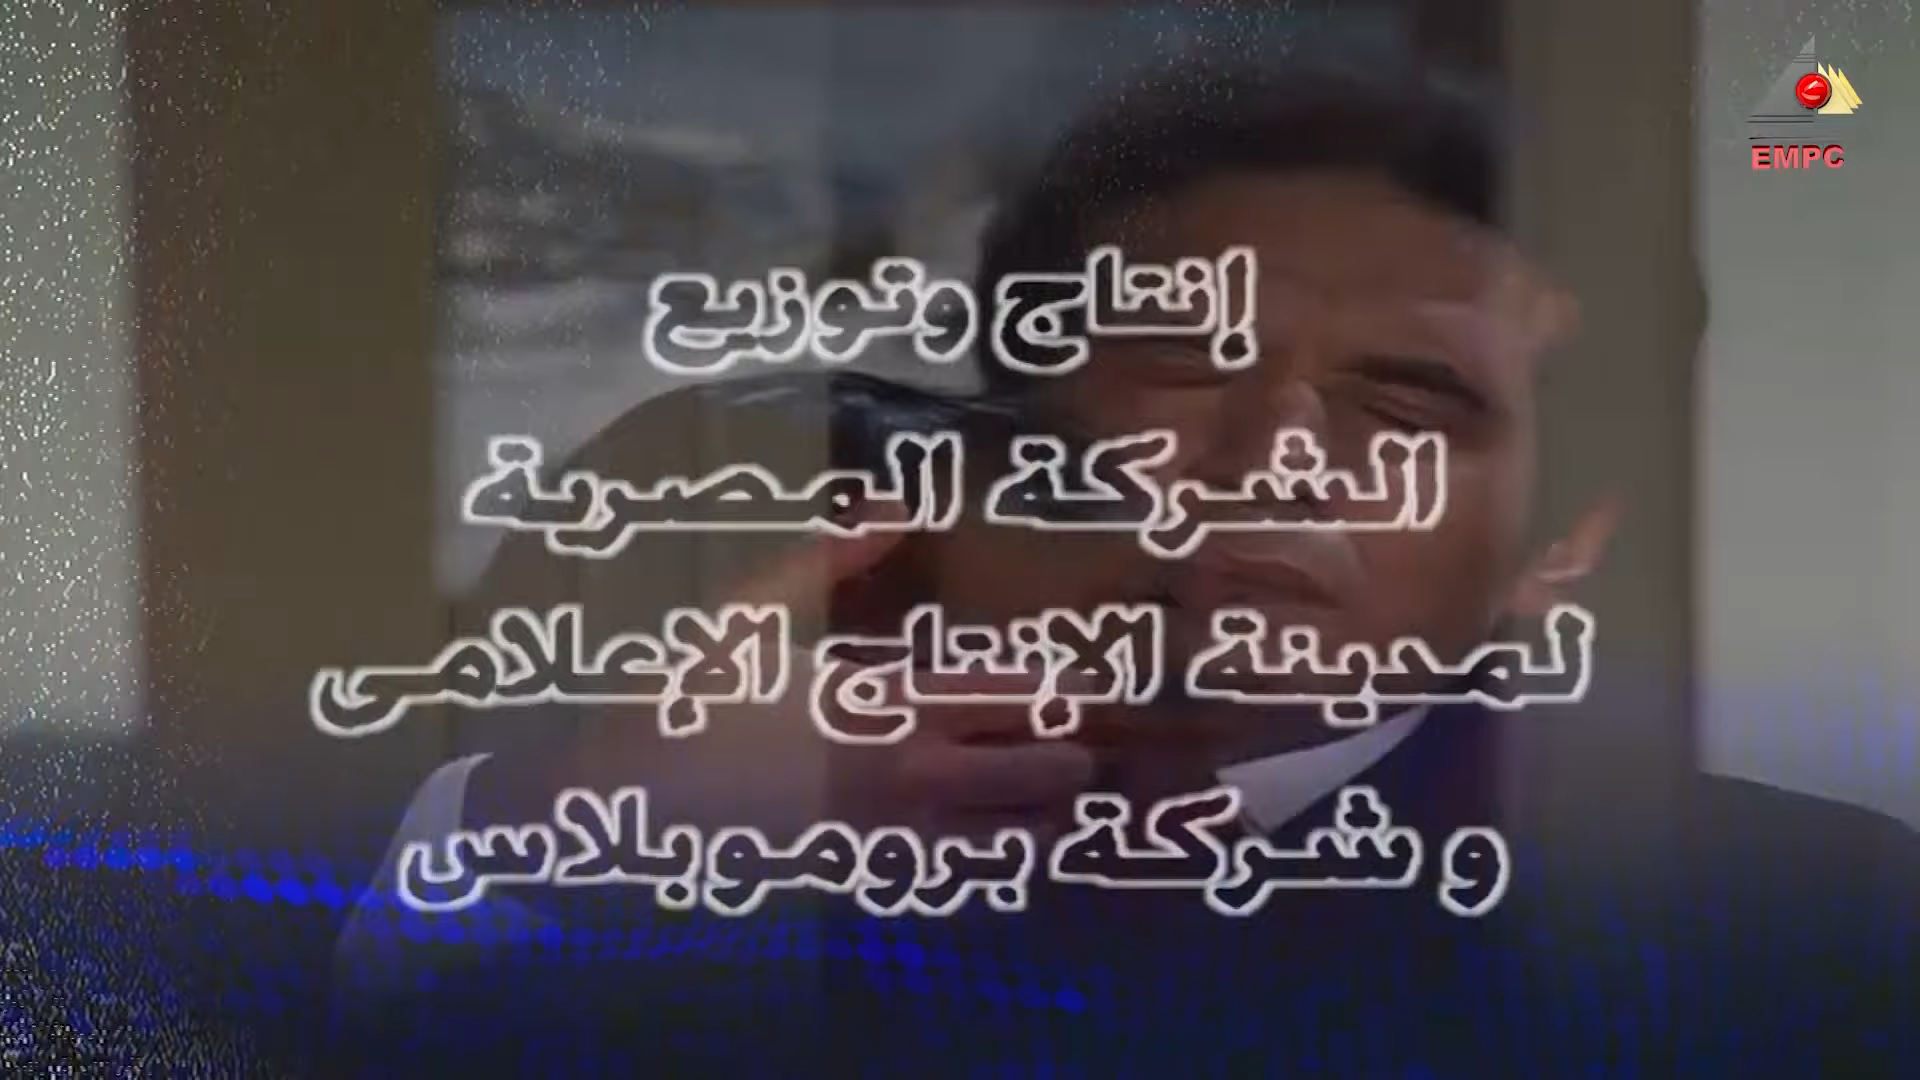 إنتاج وتوزيع
الشركة المصرية
لمدينة الإنتاج الإعلامى
و شركة بروموبلاس
EMPC